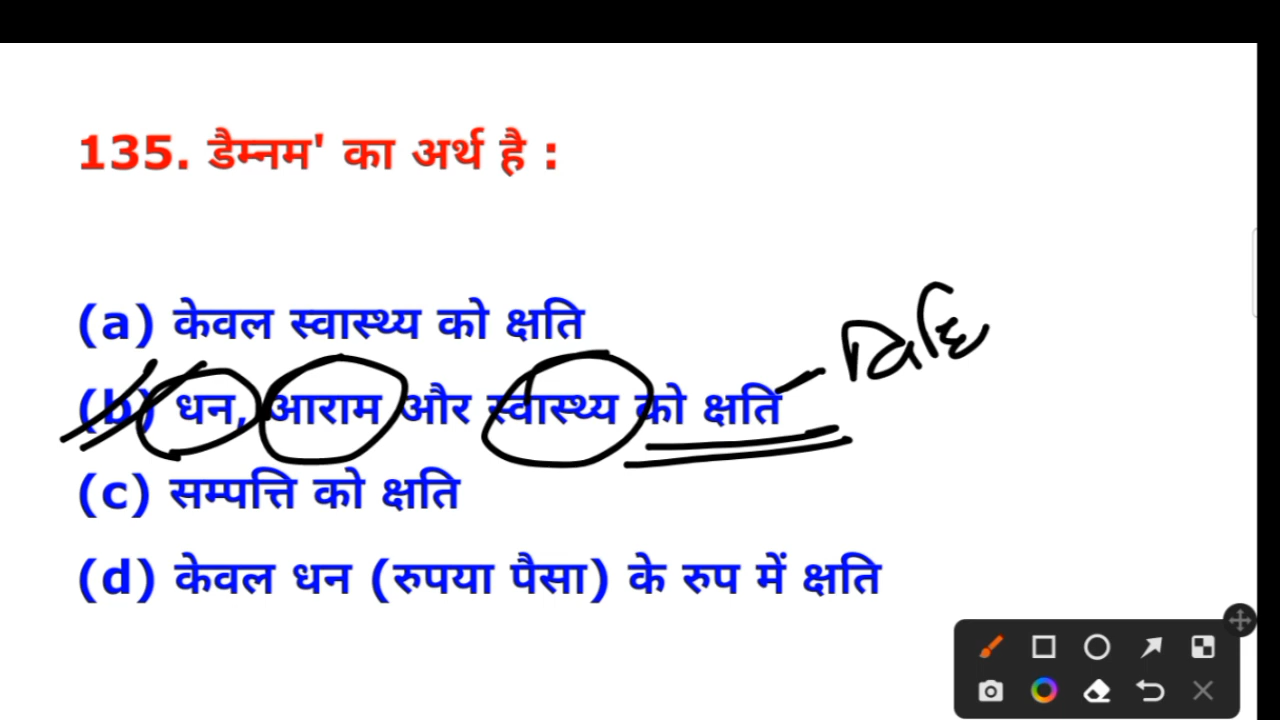 135. डैम्नम' का अर्थ है :
(a) केवल स्वास्थ्य को क्षति
(b) धन, आराम और स्वास्थ्य को क्षति
(c) सम्पत्ति को क्षति
(d) केवल धन (रुपया पैसा) के रुप में क्षति